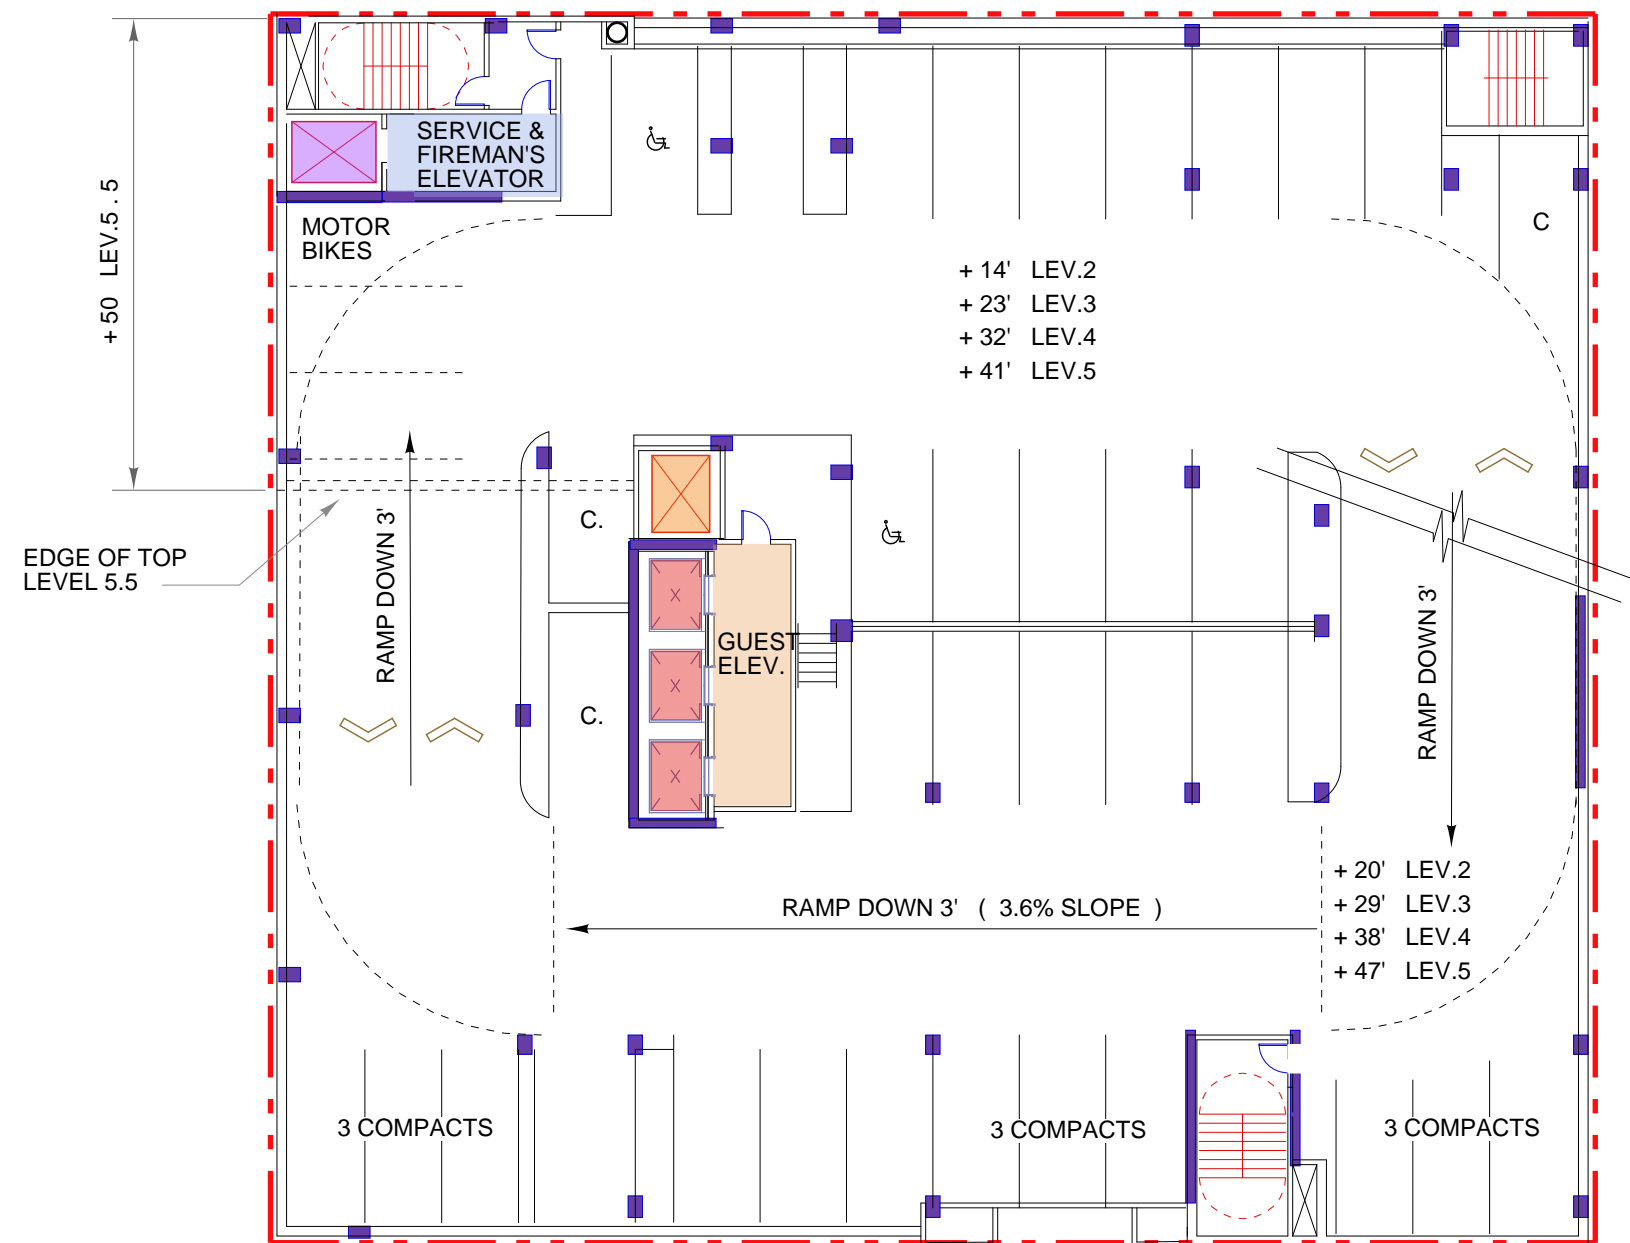 SERVICE &
FIREMAN'S
ELEVATOR
MOTOR
BIKES
C
+ 50 LEV.5 . 5
+ 14' LEV.2
+ 23' LEV.3
+ 32' LEV.4
+ 41' LEV.5
EDGE OF TOP
LEVEL 5.5
RAMP DOWN 3'
C.
C.
GUEST
ELEV.
RAMP DOWN 3'
+ 20' LEV.2
+ 29' LEV.3
+ 38' LEV.4
+ 47' LEV.5
RAMP DOWN 3' ( 3.6% SLOPE )
3 COMPACTS
3 COMPACTS
3 COMPACTS